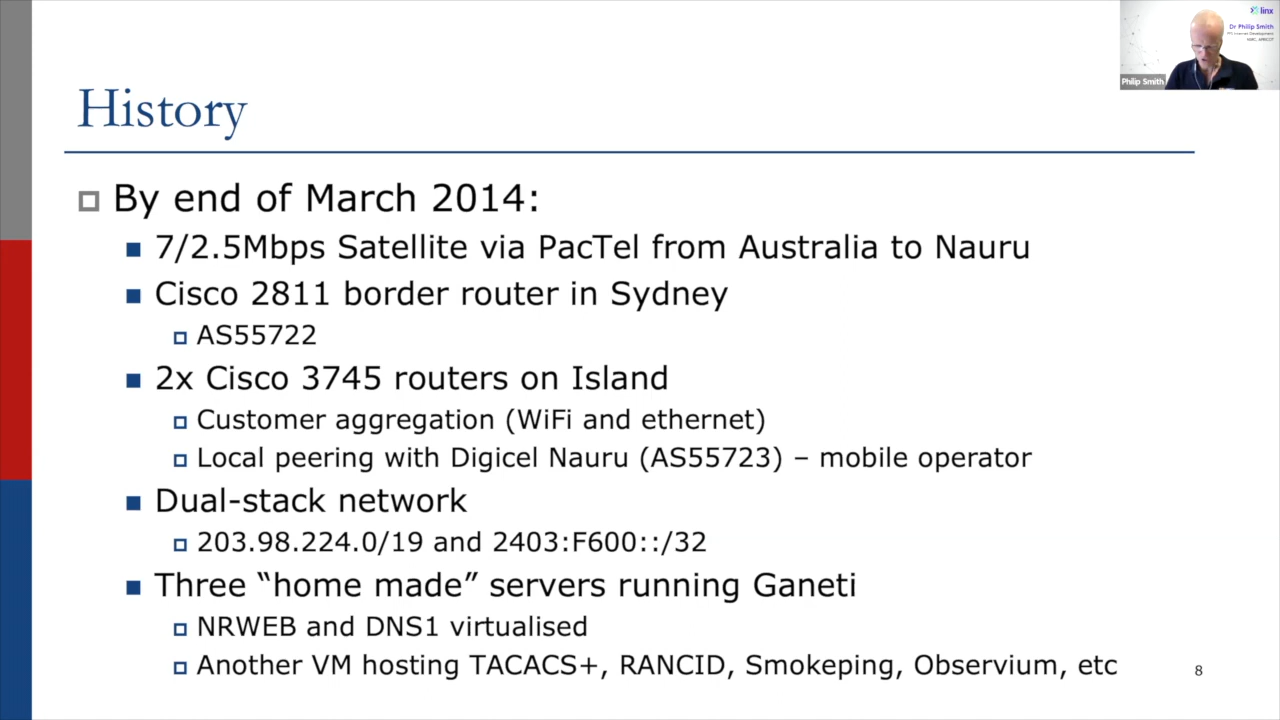 linx
Dr Philip Smith
Philip Smith
History
By end of March 2014:
7/2.5Mbps Satellite via PacTel from Australia to Nauru
Cisco 2811 border router in Sydney
AS55722
2x Cisco 3745 routers on Island
Customer aggregation (WiFi and ethernet)
Local peering with Digicel Nauru (AS55723) – mobile operator
Dual-stack network
203.98.224.0/19 and 2403:F600::/32
Three “home made” servers running Ganeti
NRWEB and DNS1 virtualised
Another VM hosting TACACS+, RANCID, Smokeping, Observium, etc
8